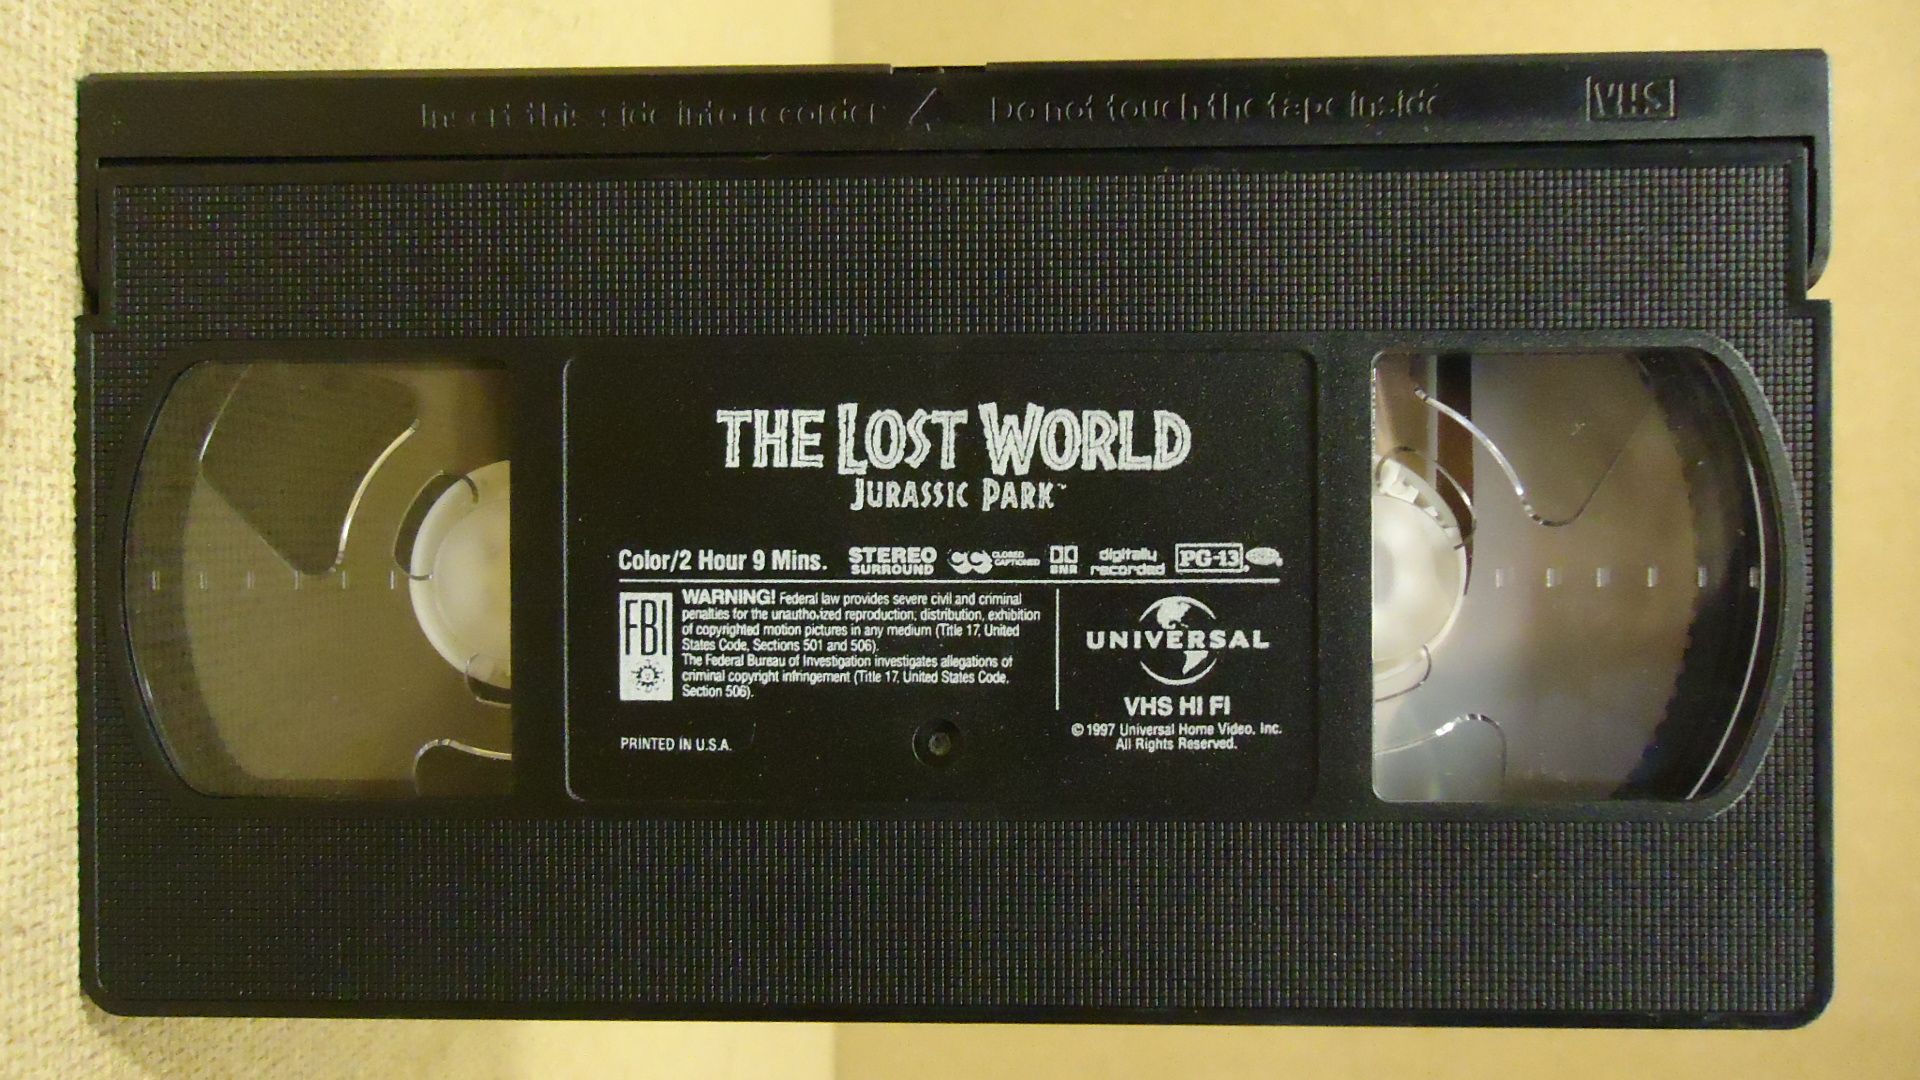 Insert this side into recorder Do not touch the tape inside VHS
THE LOST WORLD
JURASSIC PARK™
Color/2 Hour 9 Mins. STEREO SURROUND CLOSED CAPTIONED BNR digitally recorded PG-13
FBI
WARNING! Federal law provides severe civil and criminal
penalties for the unauthorized reproduction, distribution, exhibition
of copyrighted motion pictures in any medium (Title 17, United
States Code, Sections 501 and 506).
The Federal Bureau of Investigation investigates allegations of
criminal copyright infringement (Title 17, United States Code,
Section 506).
UNIVERSAL
VHS HI FI
© 1997 Universal Home Video, Inc.
All Rights Reserved.
PRINTED IN U.S.A.